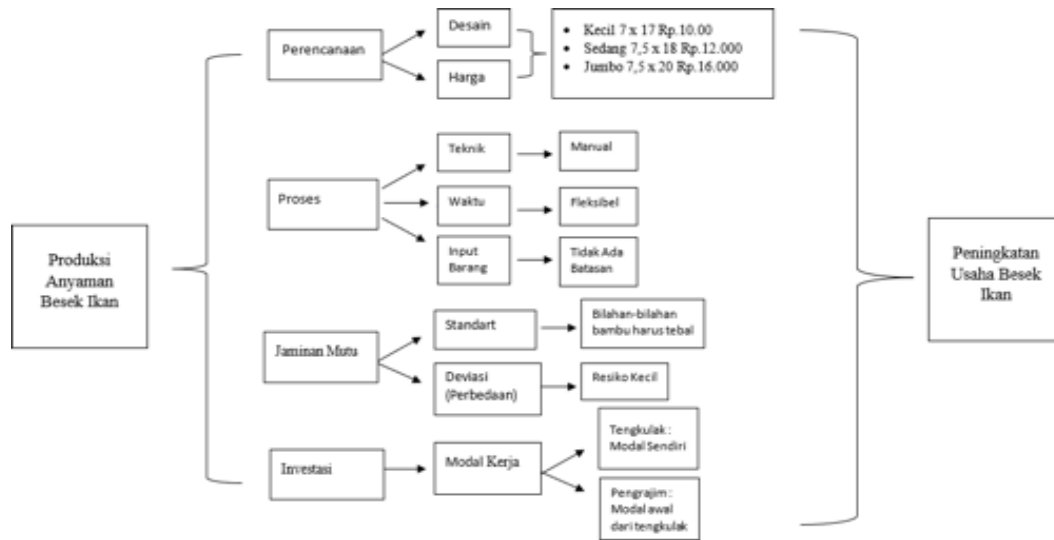 Produksi
Anyaman
Besek Ikan
Perencanaan
Desain
Harga
• Kecil 7 x 17 Rp.10.00
• Sedang 7,5 x 18 Rp.12.000
• Jumbo 7,5 x 20 Rp.16.000
Proses
Teknik
Manual
Waktu
Fleksibel
Input
Barang
Tidak Ada
Batasan
Jaminan Mutu
Standart
Bilahan-bilahan
bambu harus tebal
Deviasi
(Perbedaan)
Resiko Kecil
Investasi
Modal Kerja
Tengkulak :
Modal Sendiri
Pengrajim :
Modal awal
dari tengkulak
Peningkatan
Usaha Besek
Ikan